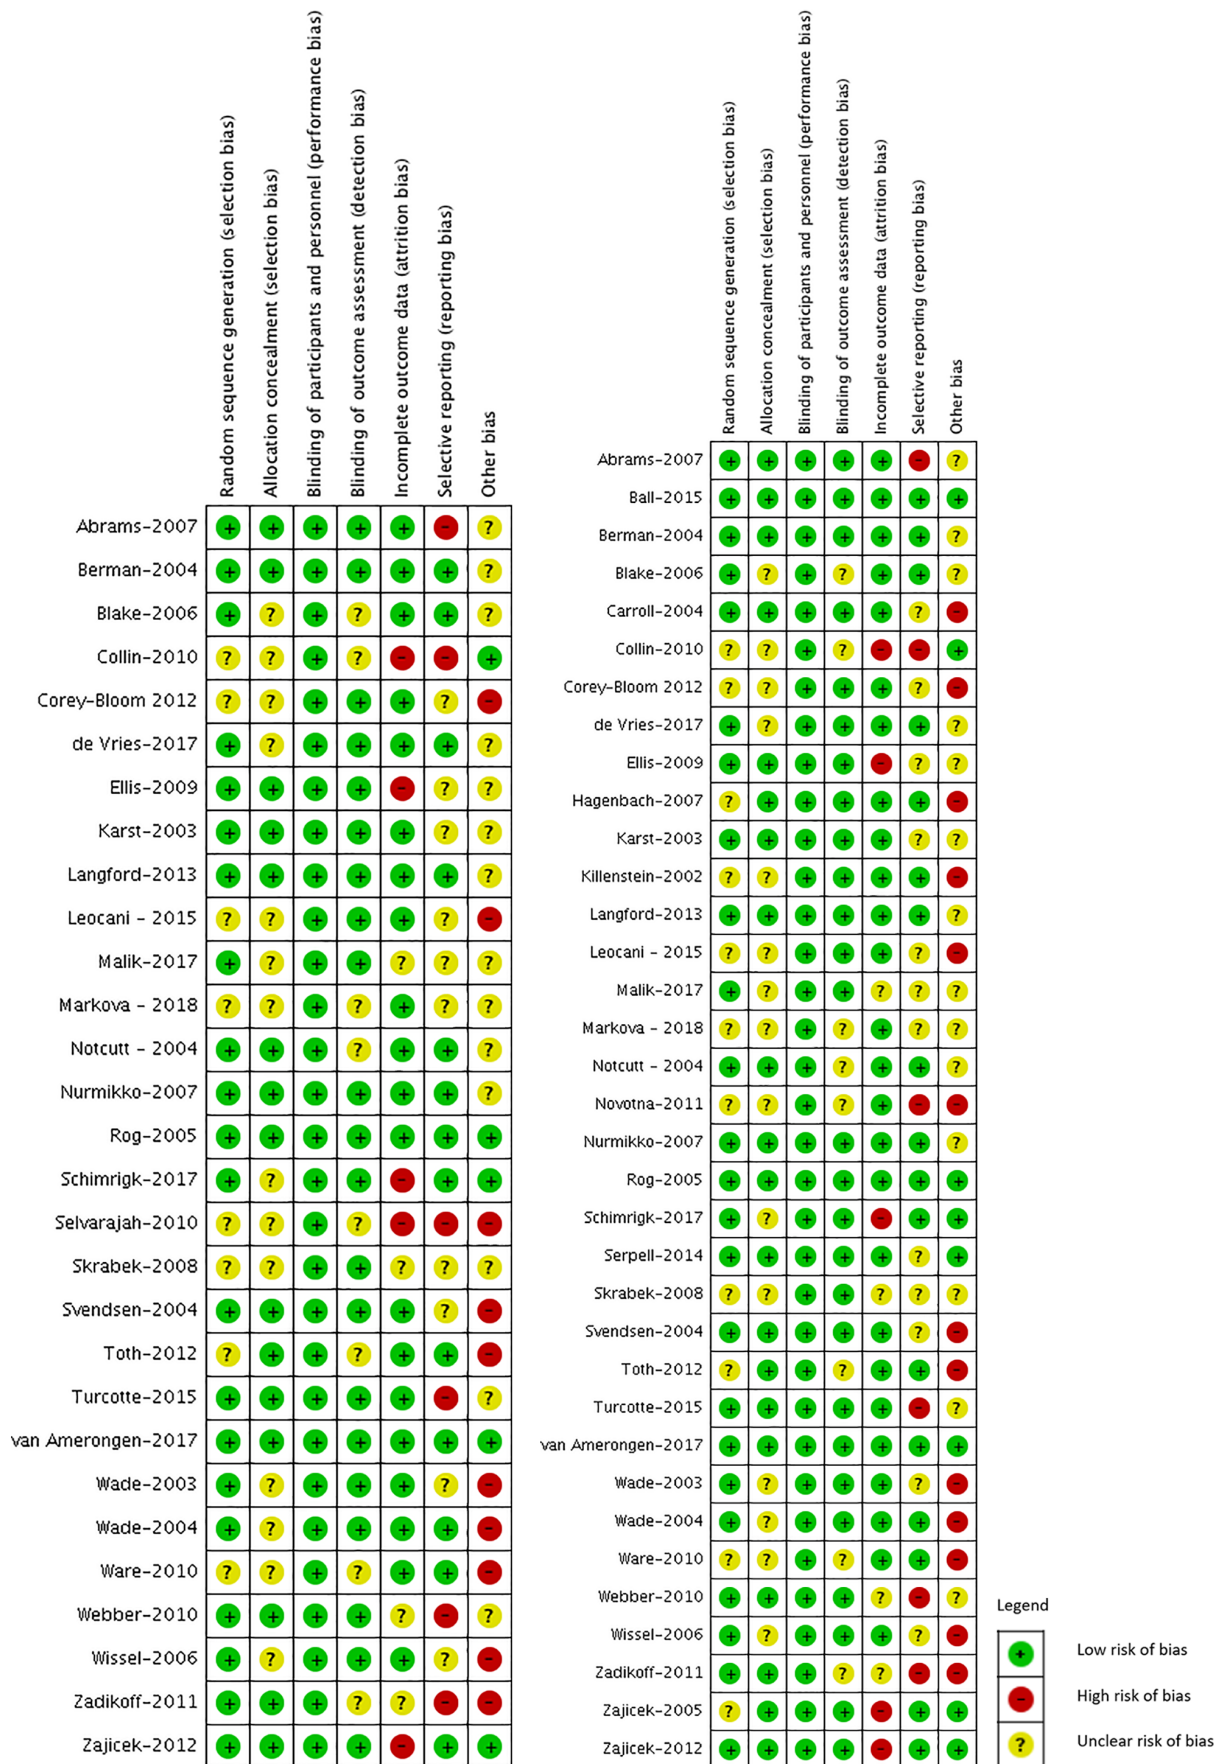 Random sequence generation (selection bias)
Allocation concealment (selection bias)
Blinding of participants and personnel (performance bias)
Blinding of outcome assessment (detection bias)
Incomplete outcome data (attrition bias)
Selective reporting (reporting bias)
Other bias
Abrams-2007 + + + + + - ?
Berman-2004 + + + + + + ?
Blake-2006 + ? + ? + + ?
Collin-2010 ? ? + ? - - +
Corey-Bloom 2012 ? ? + + + ? -
de Vries-2017 + ? + + + + ?
Ellis-2009 + + + + - ? ?
Karst-2003 + + + + + ? ?
Langford-2013 + + + + + + ?
Leocani - 2015 ? ? + + + ? -
Malik-2017 + ? + + ? ? ?
Markova - 2018 ? ? + ? + ? ?
Notcutt - 2004 + + + ? + + ?
Nurmikko-2007 + + + + + + ?
Rog-2005 + + + + + + +
Schimrigk-2017 + ? + + - + +
Selvarajah-2010 ? ? + ? - - -
Skrabek-2008 ? ? + + ? ? ?
Svendsen-2004 + + + + + ? -
Toth-2012 ? + + ? + + -
Turcotte-2015 + + + + + - ?
van Amerongen-2017 + + + + + + +
Wade-2003 + ? + + + ? -
Wade-2004 + ? + + + + -
Ware-2010 ? ? + ? + + -
Webber-2010 + + + + ? - ?
Wissel-2006 + ? + + + ? -
Zadikoff-2011 + + + ? ? - -
Zajicek-2012 + + + + - + +
Random sequence generation (selection bias)
Allocation concealment (selection bias)
Blinding of participants and personnel (performance bias)
Blinding of outcome assessment (detection bias)
Incomplete outcome data (attrition bias)
Selective reporting (reporting bias)
Other bias
Abrams-2007 + + + + + - ?
Ball-2015 + + + + + + +
Berman-2004 + + + + + + ?
Blake-2006 + ? + ? + + ?
Carroll-2004 + + + + + ? -
Collin-2010 ? ? + ? - - +
Corey-Bloom 2012 ? ? + + + ? -
de Vries-2017 + ? + + + + ?
Ellis-2009 + + + + - ? ?
Hagenbach-2007 ? + + + + + -
Karst-2003 + + + + + ? ?
Killenstein-2002 ? ? + + + + -
Langford-2013 + + + + + + ?
Leocani - 2015 ? ? + + + ? -
Malik-2017 + ? + + ? ? ?
Markova - 2018 ? ? + ? + ? ?
Notcutt - 2004 + + + ? + + ?
Novotna-2011 ? ? + ? + - -
Nurmikko-2007 + + + + + + ?
Rog-2005 + + + + + + +
Schimrigk-2017 + ? + + - + +
Serpell-2014 + + + + + ? +
Skrabek-2008 ? ? + + ? ? ?
Svendsen-2004 + + + + + ? -
Toth-2012 ? + + ? + + -
Turcotte-2015 + + + + + - ?
van Amerongen-2017 + + + + + + +
Wade-2003 + ? + + + ? -
Wade-2004 + ? + + + + -
Ware-2010 ? ? + ? + + -
Webber-2010 + + + + ? - ?
Wissel-2006 + ? + + + ? -
Zadikoff-2011 + + + ? ? - -
Zajicek-2005 ? + + + - + +
Zajicek-2012 + + + + - + +
Legend
+ Low risk of bias
- High risk of bias
? Unclear risk of bias